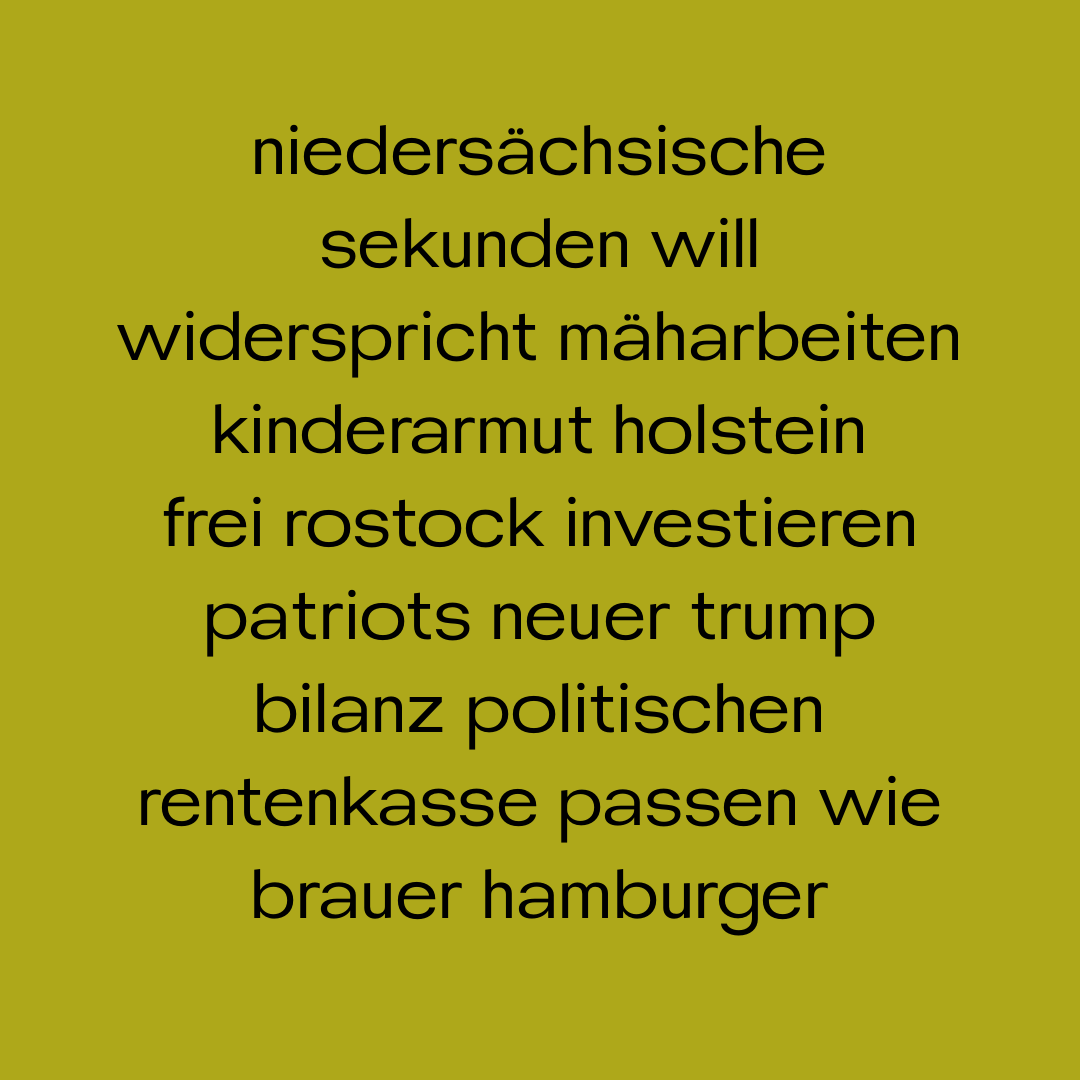 niedersächsische
sekunden will
widerspricht mäharbeiten
kinderarmut holstein
frei rostock investieren
patriots neuer trump
bilanz politischen
rentenkasse passen wie
brauer hamburger